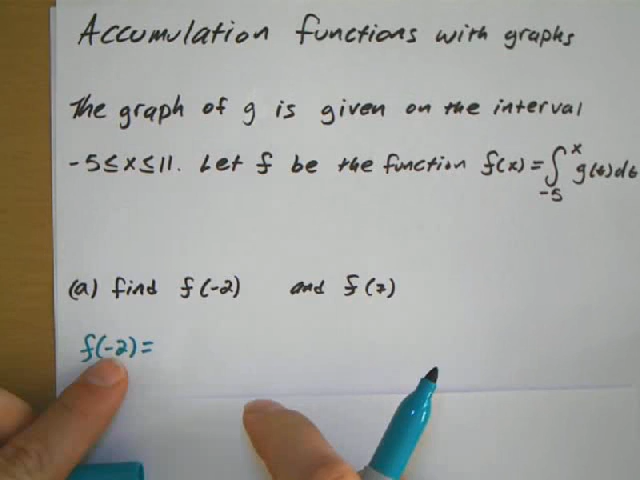 Accumulation functions with graphs
The graph of g is given on the interval
-5≤x≤11. Let f be the function f(x)=∫_{-5}^{x} g(t)dt
(a) find f(-2) and f(7)
f(-2)=